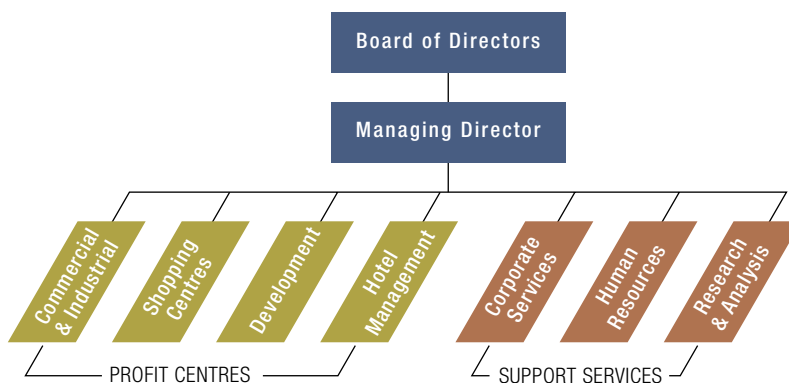 Board of Directors
Managing Director
Commercial
& Industrial
Shopping
Centres
Development
Hotel
Management
Corporate
Services
Human
Resources
Research
& Analysis
PROFIT CENTRES
SUPPORT SERVICES